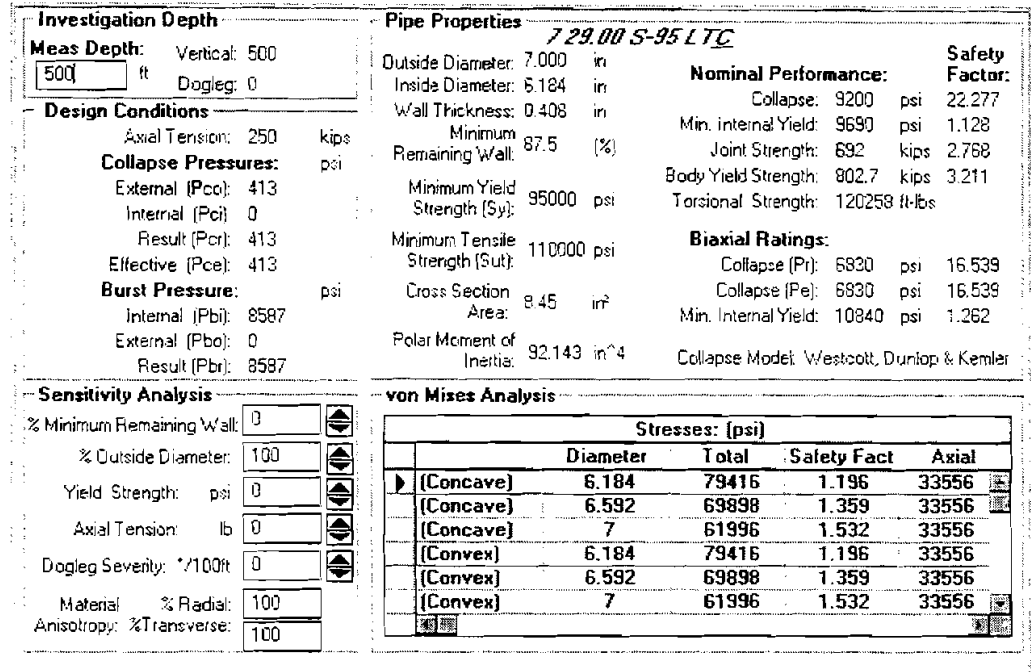 Investigation Depth
Meas Depth: Vertical: 500
500 ft Dogleg: 0
Design Conditions
Axial Tension: 250 kips
Collapse Pressures: psi
External (Pco): 413
Internal (Pci) 0
Result (Pcr): 413
Effective (Pce): 413
Burst Pressure: psi
Internal (Pbi): 8587
External (Pbo): 0
Result (Pbr): 8587
Pipe Properties
7 29.00 S-95 LTC
Outside Diameter: 7.000 in
Inside Diameter: 6.184 in
Wall Thickness: 0.408 in
Minimum Remaining Wall: 87.5 (%)
Minimum Yield Strength (Sy): 95000 psi
Minimum Tensile Strength (Sut): 110000 psi
Cross Section Area: 8.45 in²
Polar Moment of Inertia: 92.143 in^4
Nominal Performance: Safety Factor:
Collapse: 9200 psi 22.277
Min. internal Yield: 9690 psi 1.128
Joint Strength: 692 kips 2.768
Body Yield Strength: 802.7 kips 3.211
Torsional Strength: 120258 ft-lbs
Biaxial Ratings:
Collapse (Pr): 6830 psi 16.539
Collapse (Pe): 6830 psi 16.539
Min. Internal Yield: 10840 psi 1.262
Collapse Model: Westcott, Dunlop & Kemler
Sensitivity Analysis
% Minimum Remaining Wall: 0
% Outside Diameter: 100
Yield Strength: psi 0
Axial Tension: lb 0
Dogleg Severity: °/100ft 0
Material % Radial: 100
Anisotropy: %Transverse: 100
von Mises Analysis
Stresses: (psi)
Diameter Total Safety Fact Axial
(Concave) 6.184 79416 1.196 33556
(Concave) 6.592 69898 1.359 33556
(Concave) 7 61996 1.532 33556
(Convex) 6.184 79416 1.196 33556
(Convex) 6.592 69898 1.359 33556
(Convex) 7 61996 1.532 33556